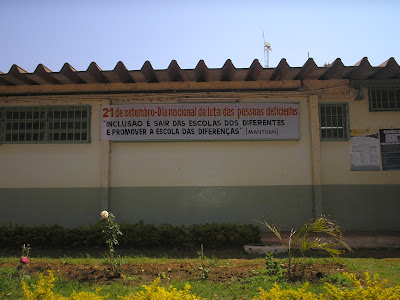 21 de setembro-Dia nacional de luta das pessoas deficientes
"INCLUSÃO É SAIR DAS ESCOLAS DOS DIFERENTES
E PROMOVER A ESCOLA DAS DIFERENÇAS" (MANTOAN)